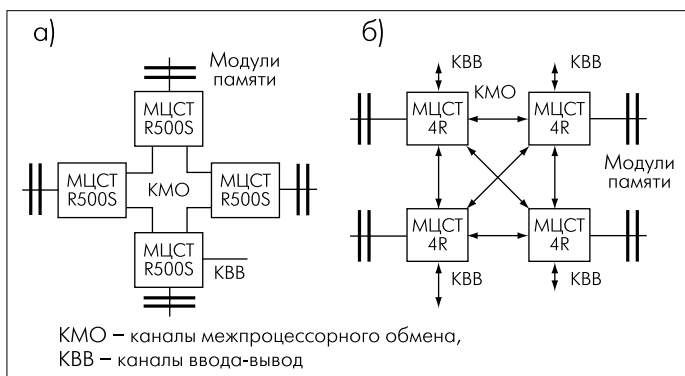 а)
Модули
памяти
МЦСТ
R500S
МЦСТ
R500S
КМО
МЦСТ
R500S
МЦСТ
R500S
КВВ
б)
КВВ
КВВ
МЦСТ
4R
КМО
МЦСТ
4R
Модули
памяти
МЦСТ
4R
МЦСТ
4R
КВВ
КВВ
КМО – каналы межпроцессорного обмена,
КВВ – каналы ввода-вывод